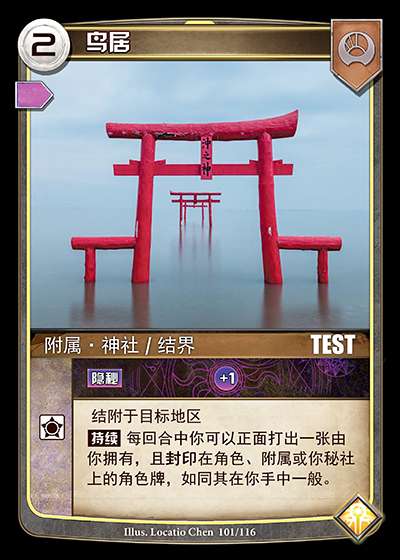 2 鸟居
沖之神
附属・神社 / 结界 TEST
隐秘 +1
结附于目标地区
持续 每回合中你可以正面打出一张由
你拥有，且封印在角色、附属或你秘社
上的角色牌，如同其在你手中一般。
Illus. Locatio Chen 101/116